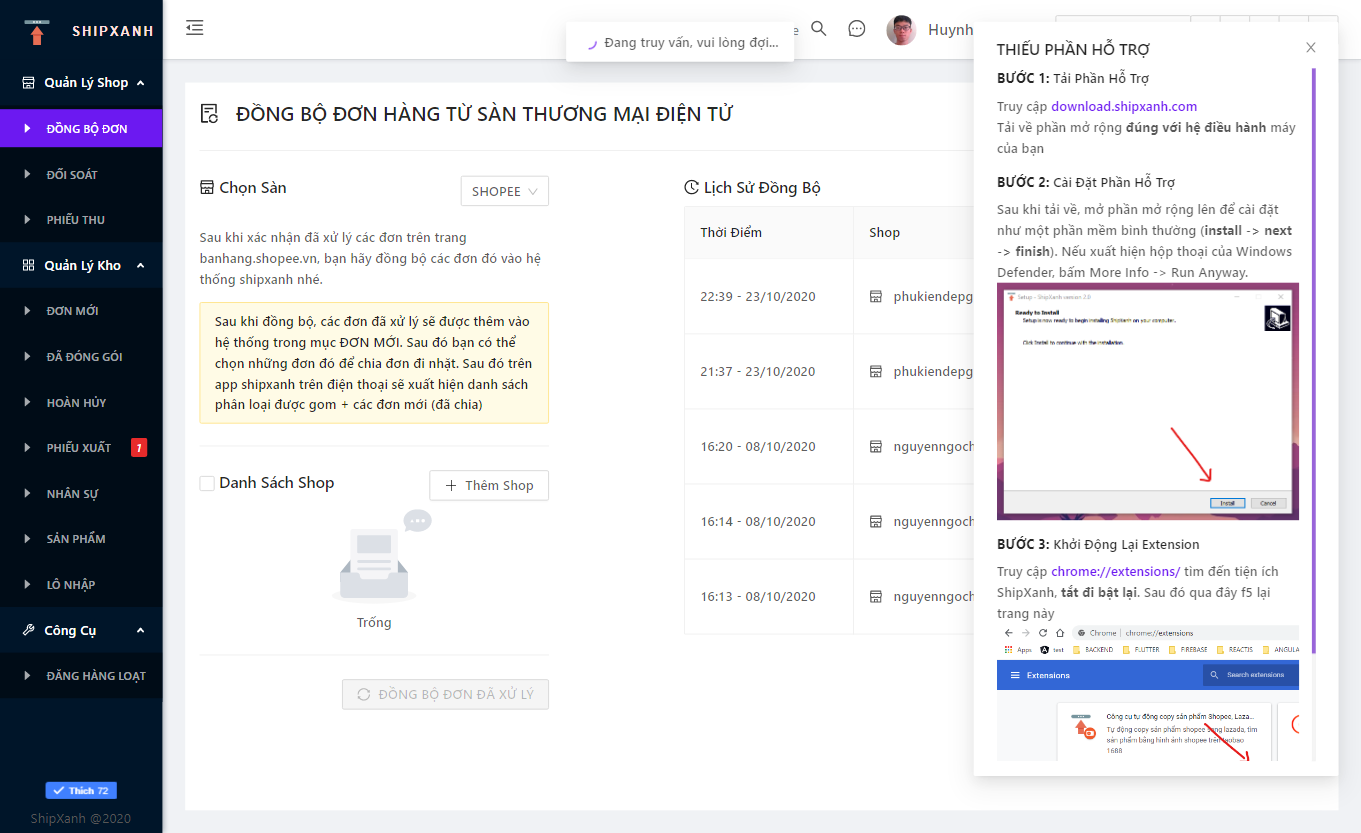 SHIPXANH
Quản Lý Shop
ĐỒNG BỘ ĐƠN
ĐỐI SOÁT
PHIẾU THU
Quản Lý Kho
ĐƠN MỚI
ĐÃ ĐÓNG GÓI
HOÀN HỦY
PHIẾU XUẤT
1
NHÂN SỰ
SẢN PHẨM
LÔ NHẬP
Công Cụ
ĐĂNG HÀNG LOẠT
Thích 72
ShipXanh @2020
Đang truy vấn, vui lòng đợi...
Huynh
ĐỒNG BỘ ĐƠN HÀNG TỪ SÀN THƯƠNG MẠI ĐIỆN TỬ
Chọn Sàn
SHOPEE
Sau khi xác nhận đã xử lý các đơn trên trang
banhang.shopee.vn, bạn hãy đồng bộ các đơn đó vào hệ
thống shipxanh nhé.
Sau khi đồng bộ, các đơn đã xử lý sẽ được thêm vào
hệ thống trong mục ĐƠN MỚI. Sau đó bạn có thể
chọn những đơn đó để chia đơn đi nhặt. Sau đó trên
app shipxanh trên điện thoại sẽ xuất hiện danh sách
phân loại được gom + các đơn mới (đã chia)
Danh Sách Shop
Thêm Shop
Trống
ĐỒNG BỘ ĐƠN ĐÃ XỬ LÝ
Lịch Sử Đồng Bộ
Thời Điểm Shop
22:39 - 23/10/2020 phukiendepg
21:37 - 23/10/2020 phukiendepg
16:20 - 08/10/2020 nguyenngoch
16:14 - 08/10/2020 nguyenngoch
16:13 - 08/10/2020 nguyenngoch
THIẾU PHẦN HỖ TRỢ
BƯỚC 1: Tải Phần Hỗ Trợ
Truy cập download.shipxanh.com
Tải về phần mở rộng đúng với hệ điều hành máy
của bạn
BƯỚC 2: Cài Đặt Phần Hỗ Trợ
Sau khi tải về, mở phần mở rộng lên để cài đặt
như một phần mềm bình thường (install -> next
-> finish). Nếu xuất hiện hộp thoại của Windows
Defender, bấm More Info -> Run Anyway.
Setup - ShipXanh version 2.0
Ready to Install
Setup is now ready to begin installing ShipXanh on your computer.
Click Install to continue with the installation.
Install Cancel
BƯỚC 3: Khởi Động Lại Extension
Truy cập chrome://extensions/ tìm đến tiện ích
ShipXanh, tắt đi bật lại. Sau đó qua đây f5 lại
trang này
Chrome chrome://extensions
Apps test BACKEND FLUTTER FIREBASE REACTJS ANGULA
Extensions Search extensions
Công cụ tự động copy sản phẩm Shopee, Laza...
Tự động copy sản phẩm shopee sang lazada, tìm
sản phẩm bằng hình ảnh shopee trên taobao
1688